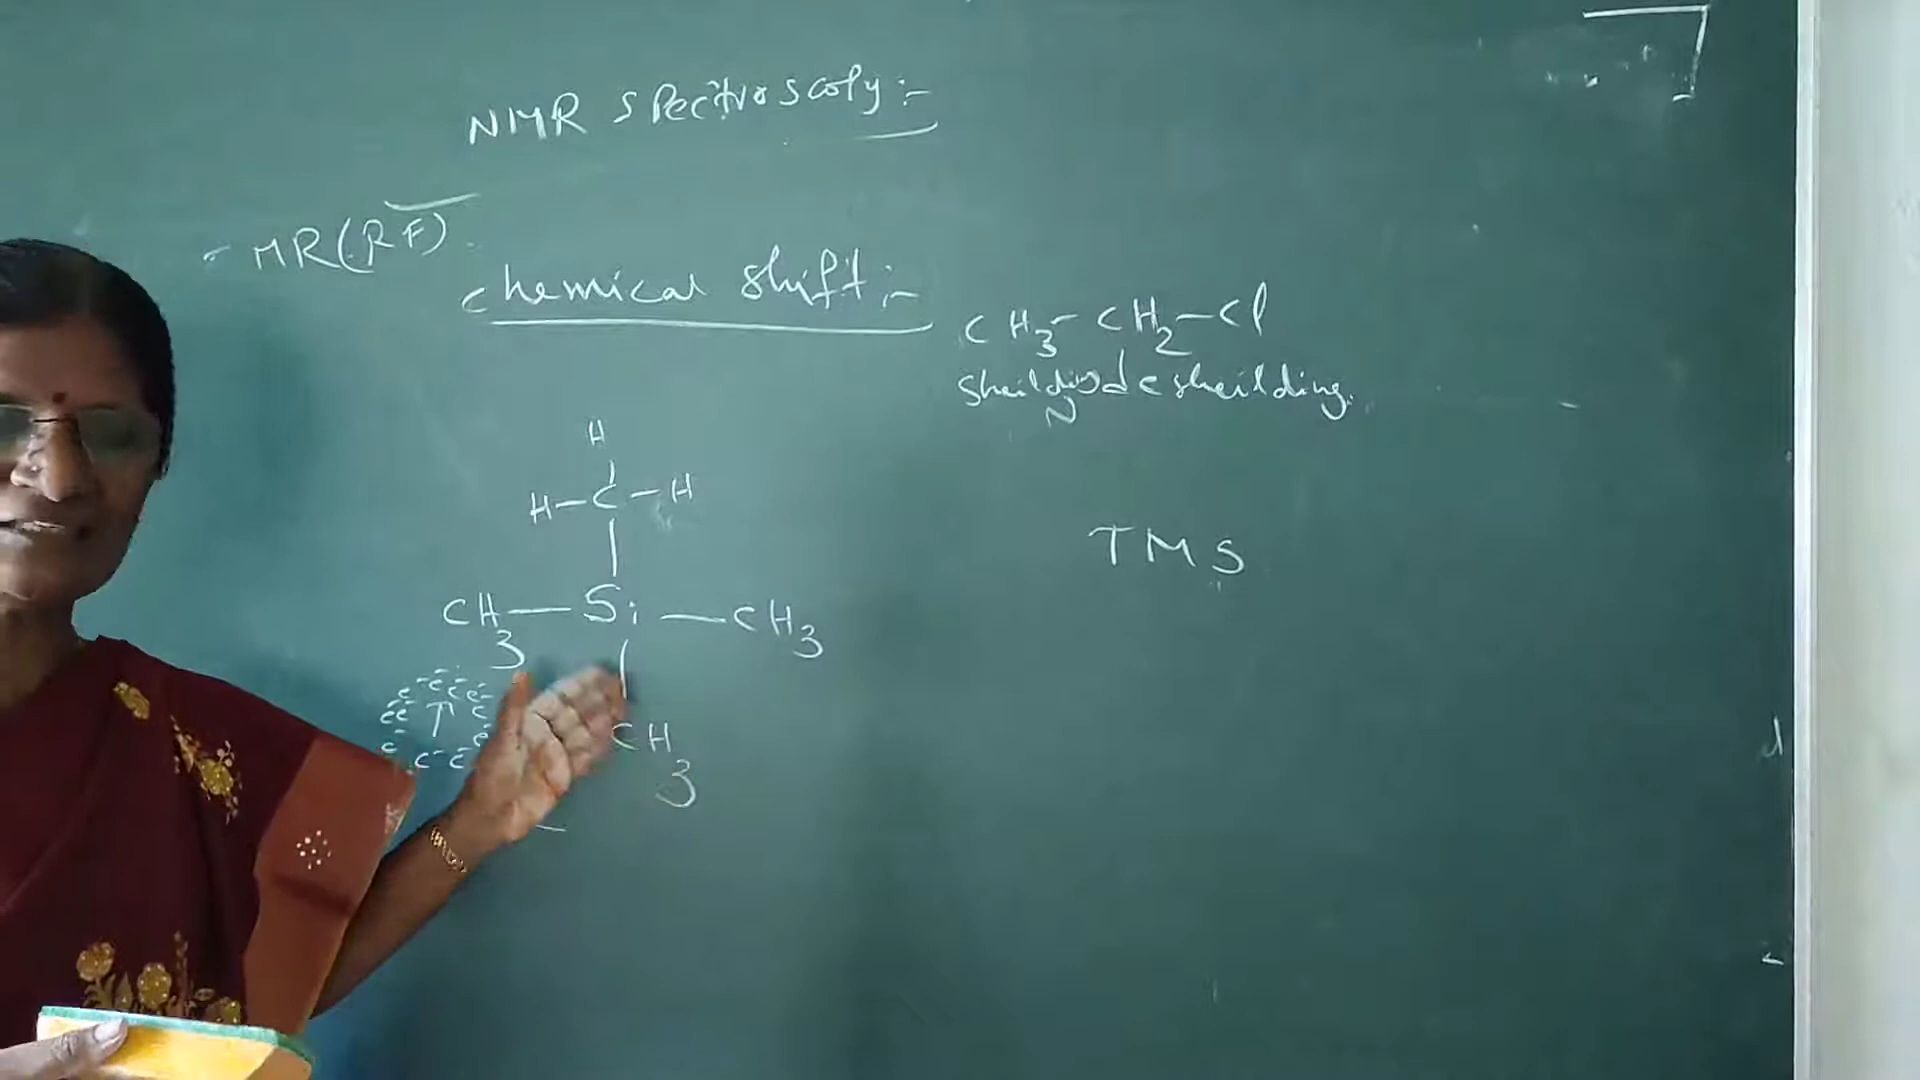 NMR spectroscopy:-
- MR(RF).
chemical shift:-
CH3-CH2-Cl
Sheilding desheilding.
H
H-C-H
TMS
CH3-Si-CH3
e- e- e- e-
CH3